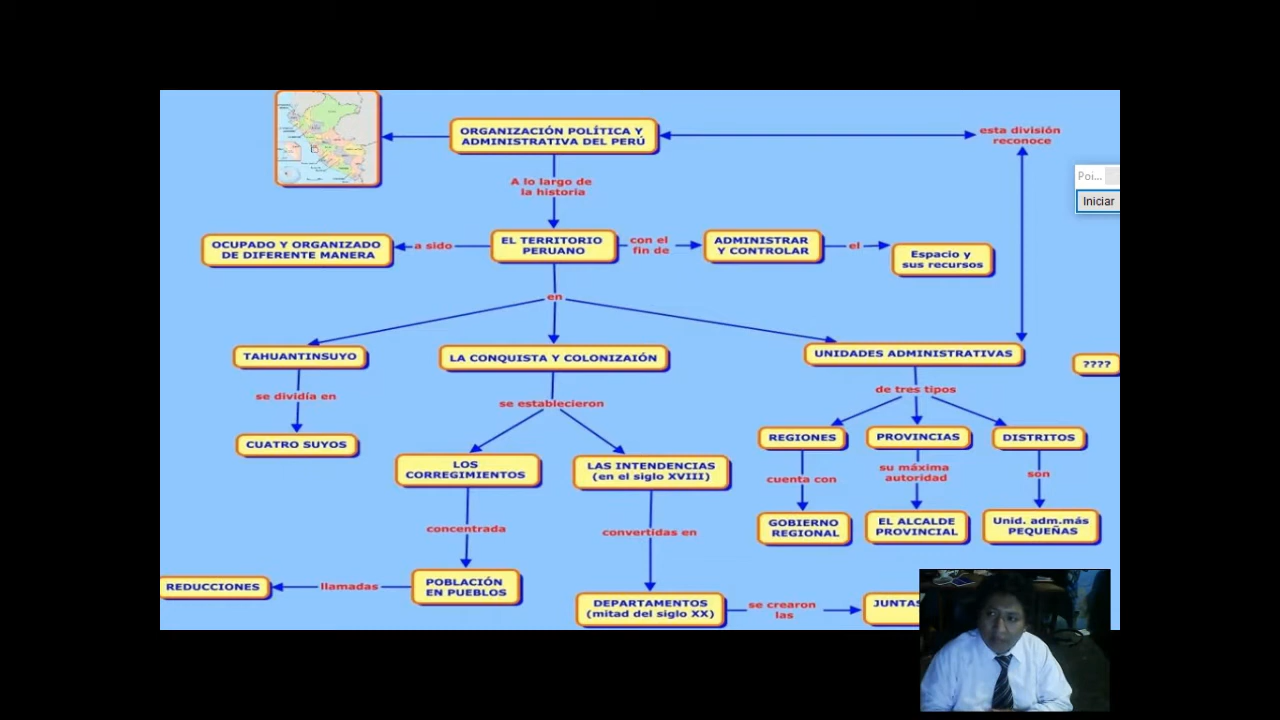 ORGANIZACIÓN POLÍTICA Y
ADMINISTRATIVA DEL PERÚ
esta división
reconoce
A lo largo de
la historia
Poi...
Iniciar
OCUPADO Y ORGANIZADO
DE DIFERENTE MANERA
a sido
EL TERRITORIO
PERUANO
con el
fin de
ADMINISTRAR
Y CONTROLAR
el
Espacio y
sus recursos
en
TAHUANTINSUYO
LA CONQUISTA Y COLONIZAIÓN
UNIDADES ADMINISTRATIVAS
????
se dividía en
se establecieron
de tres tipos
CUATRO SUYOS
REGIONES
PROVINCIAS
DISTRITOS
LOS
CORREGIMIENTOS
LAS INTENDENCIAS
(en el siglo XVIII)
cuenta con
su máxima
autoridad
son
concentrada
convertidas en
GOBIERNO
REGIONAL
EL ALCALDE
PROVINCIAL
Unid. adm.más
PEQUEÑAS
REDUCCIONES
llamadas
POBLACIÓN
EN PUEBLOS
DEPARTAMENTOS
(mitad del siglo XX)
se crearon
las
JUNTAS